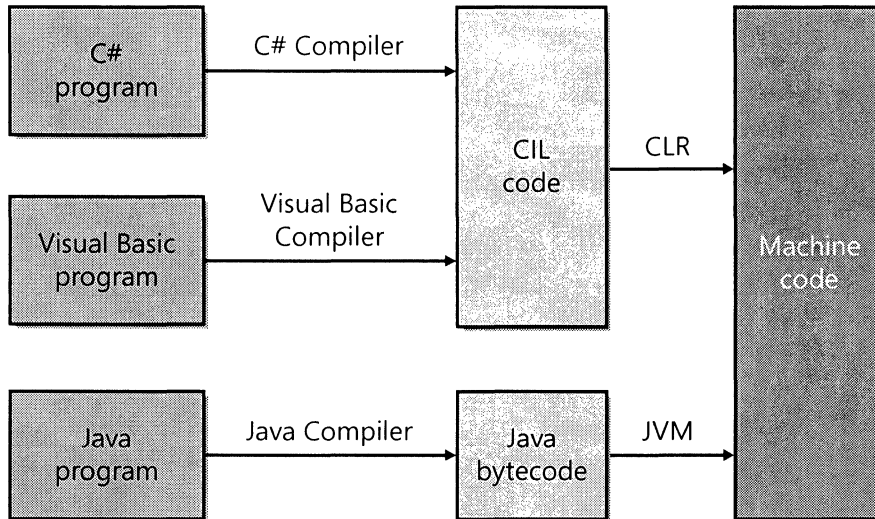 C#
program
C# Compiler
CIL
code
CLR
Machine
code
Visual Basic
program
Visual Basic
Compiler
Java
program
Java Compiler
Java
bytecode
JVM